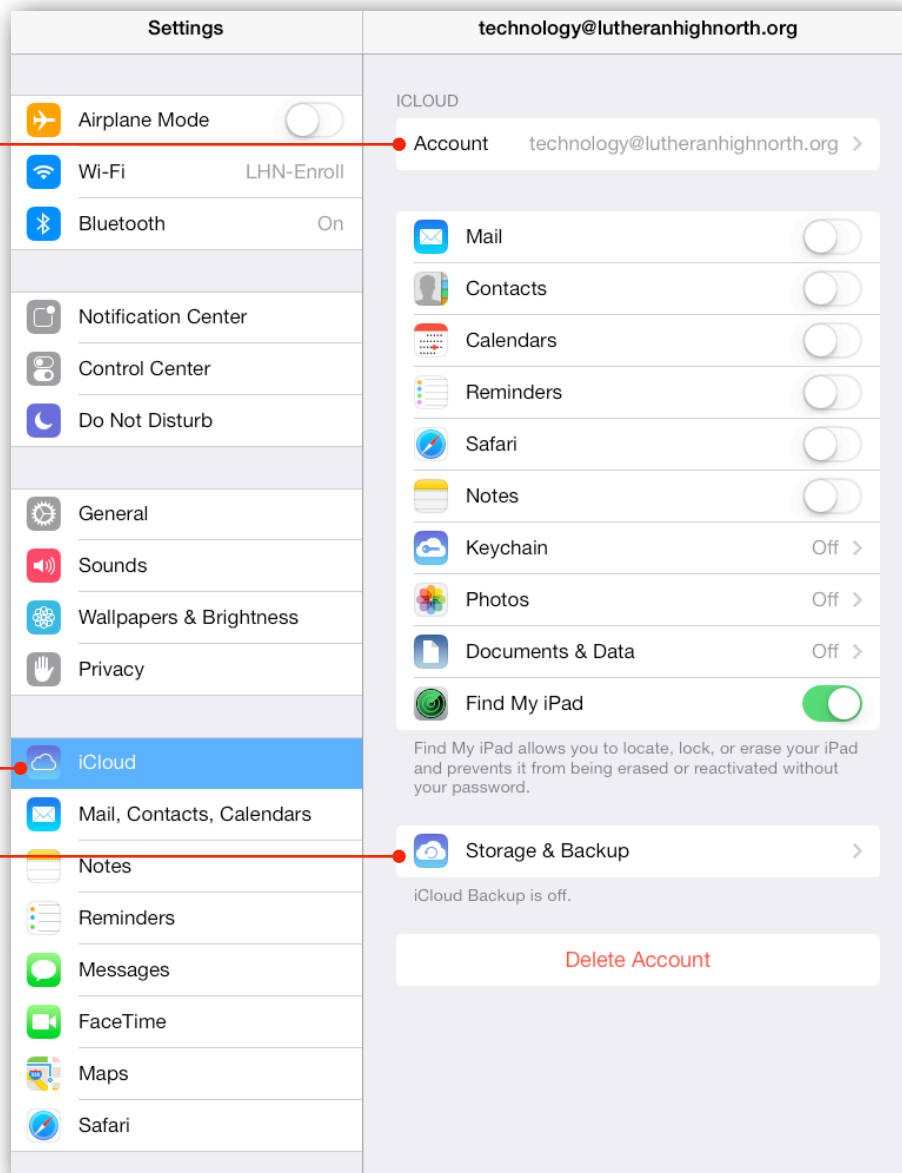 Settings
Airplane Mode
Wi-Fi LHN-Enroll
Bluetooth On
Notification Center
Control Center
Do Not Disturb
General
Sounds
Wallpapers & Brightness
Privacy
iCloud
Mail, Contacts, Calendars
Notes
Reminders
Messages
FaceTime
Maps
Safari
technology@lutheranhighnorth.org
ICLOUD
Account technology@lutheranhighnorth.org
Mail
Contacts
Calendars
Reminders
Safari
Notes
Keychain Off
Photos Off
Documents & Data Off
Find My iPad
Find My iPad allows you to locate, lock, or erase your iPad
and prevents it from being erased or reactivated without
your password.
Storage & Backup
iCloud Backup is off.
Delete Account